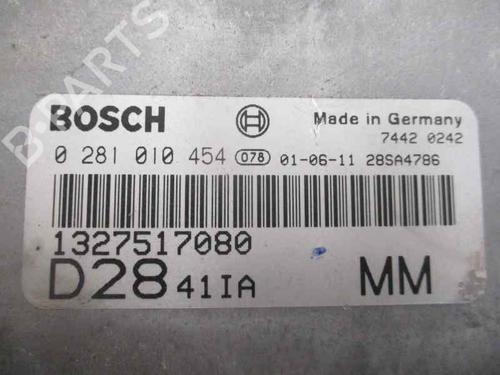 B-PARTS
BOSCH
Made in Germany
7442 0242
0 281 010 454 078 01-06-11 28SA4786
1327517080
D28 41IA MM